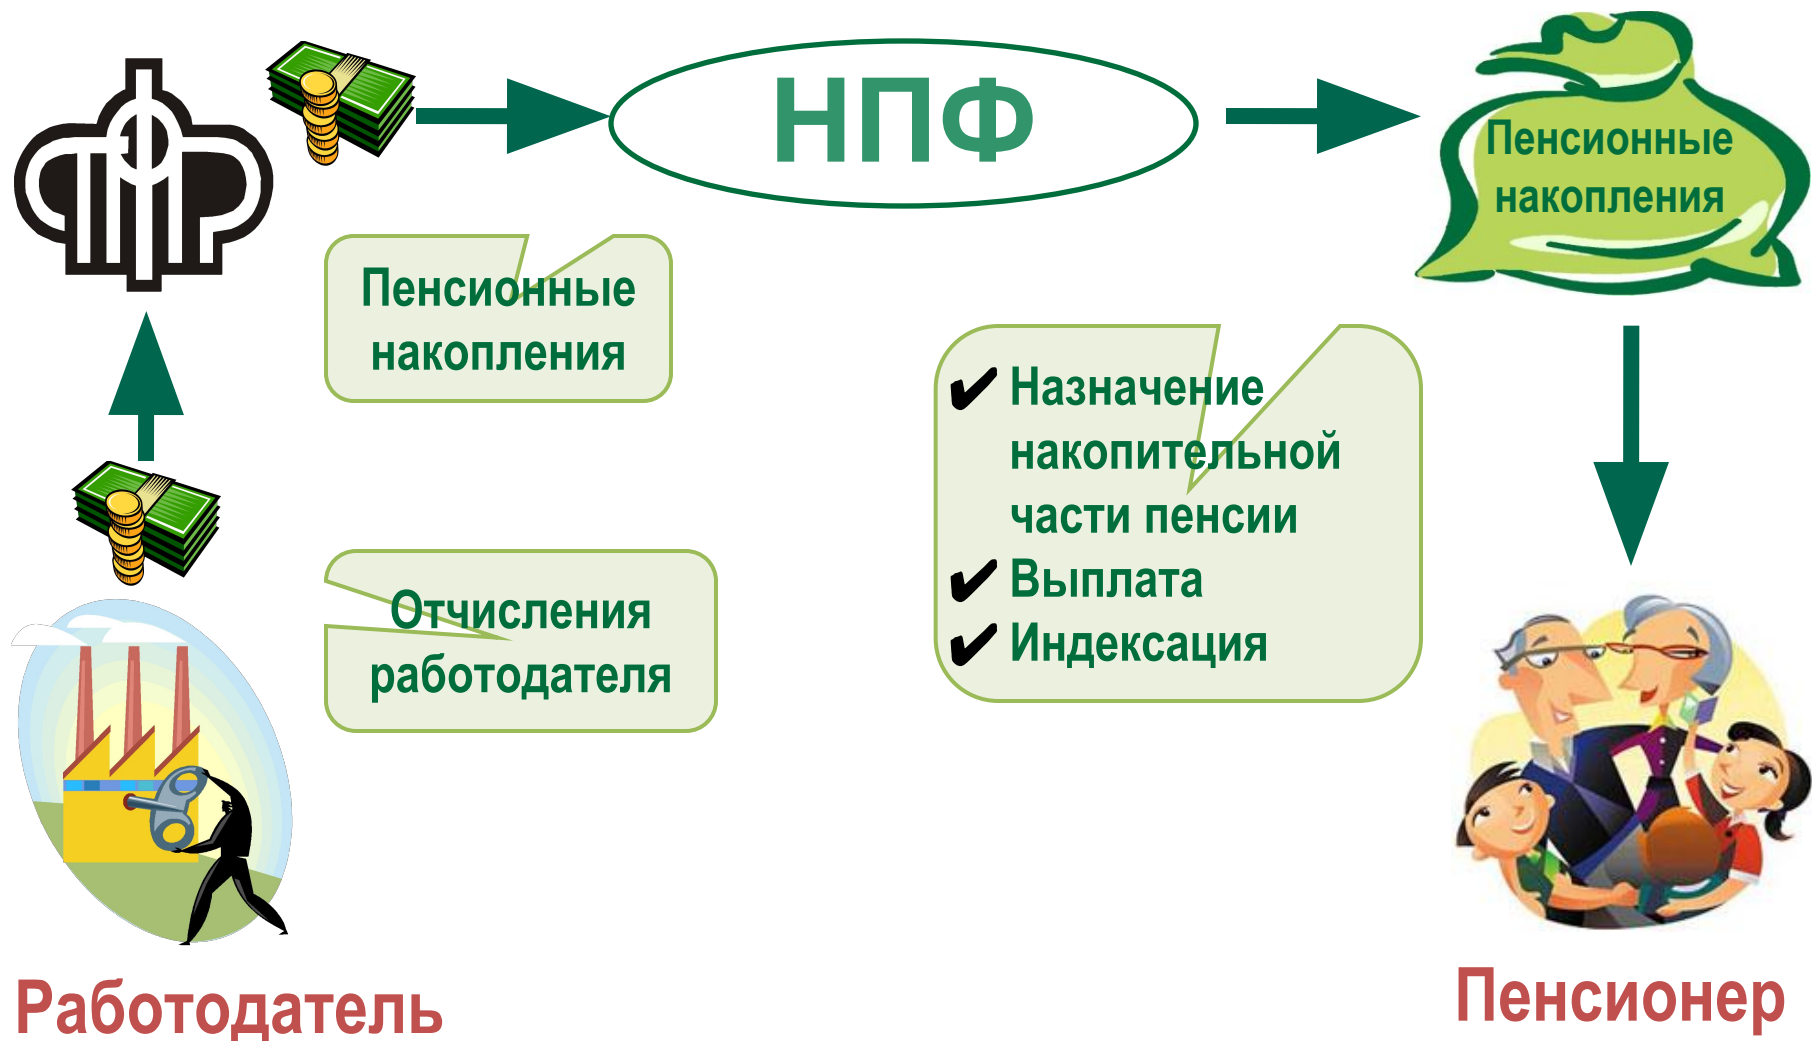 НПФ
Пенсионные
накопления
Пенсионные
накопления
✔ Назначение
накопительной
части пенсии
✔ Выплата
✔ Индексация
Отчисления
работодателя
Работодатель
Пенсионер